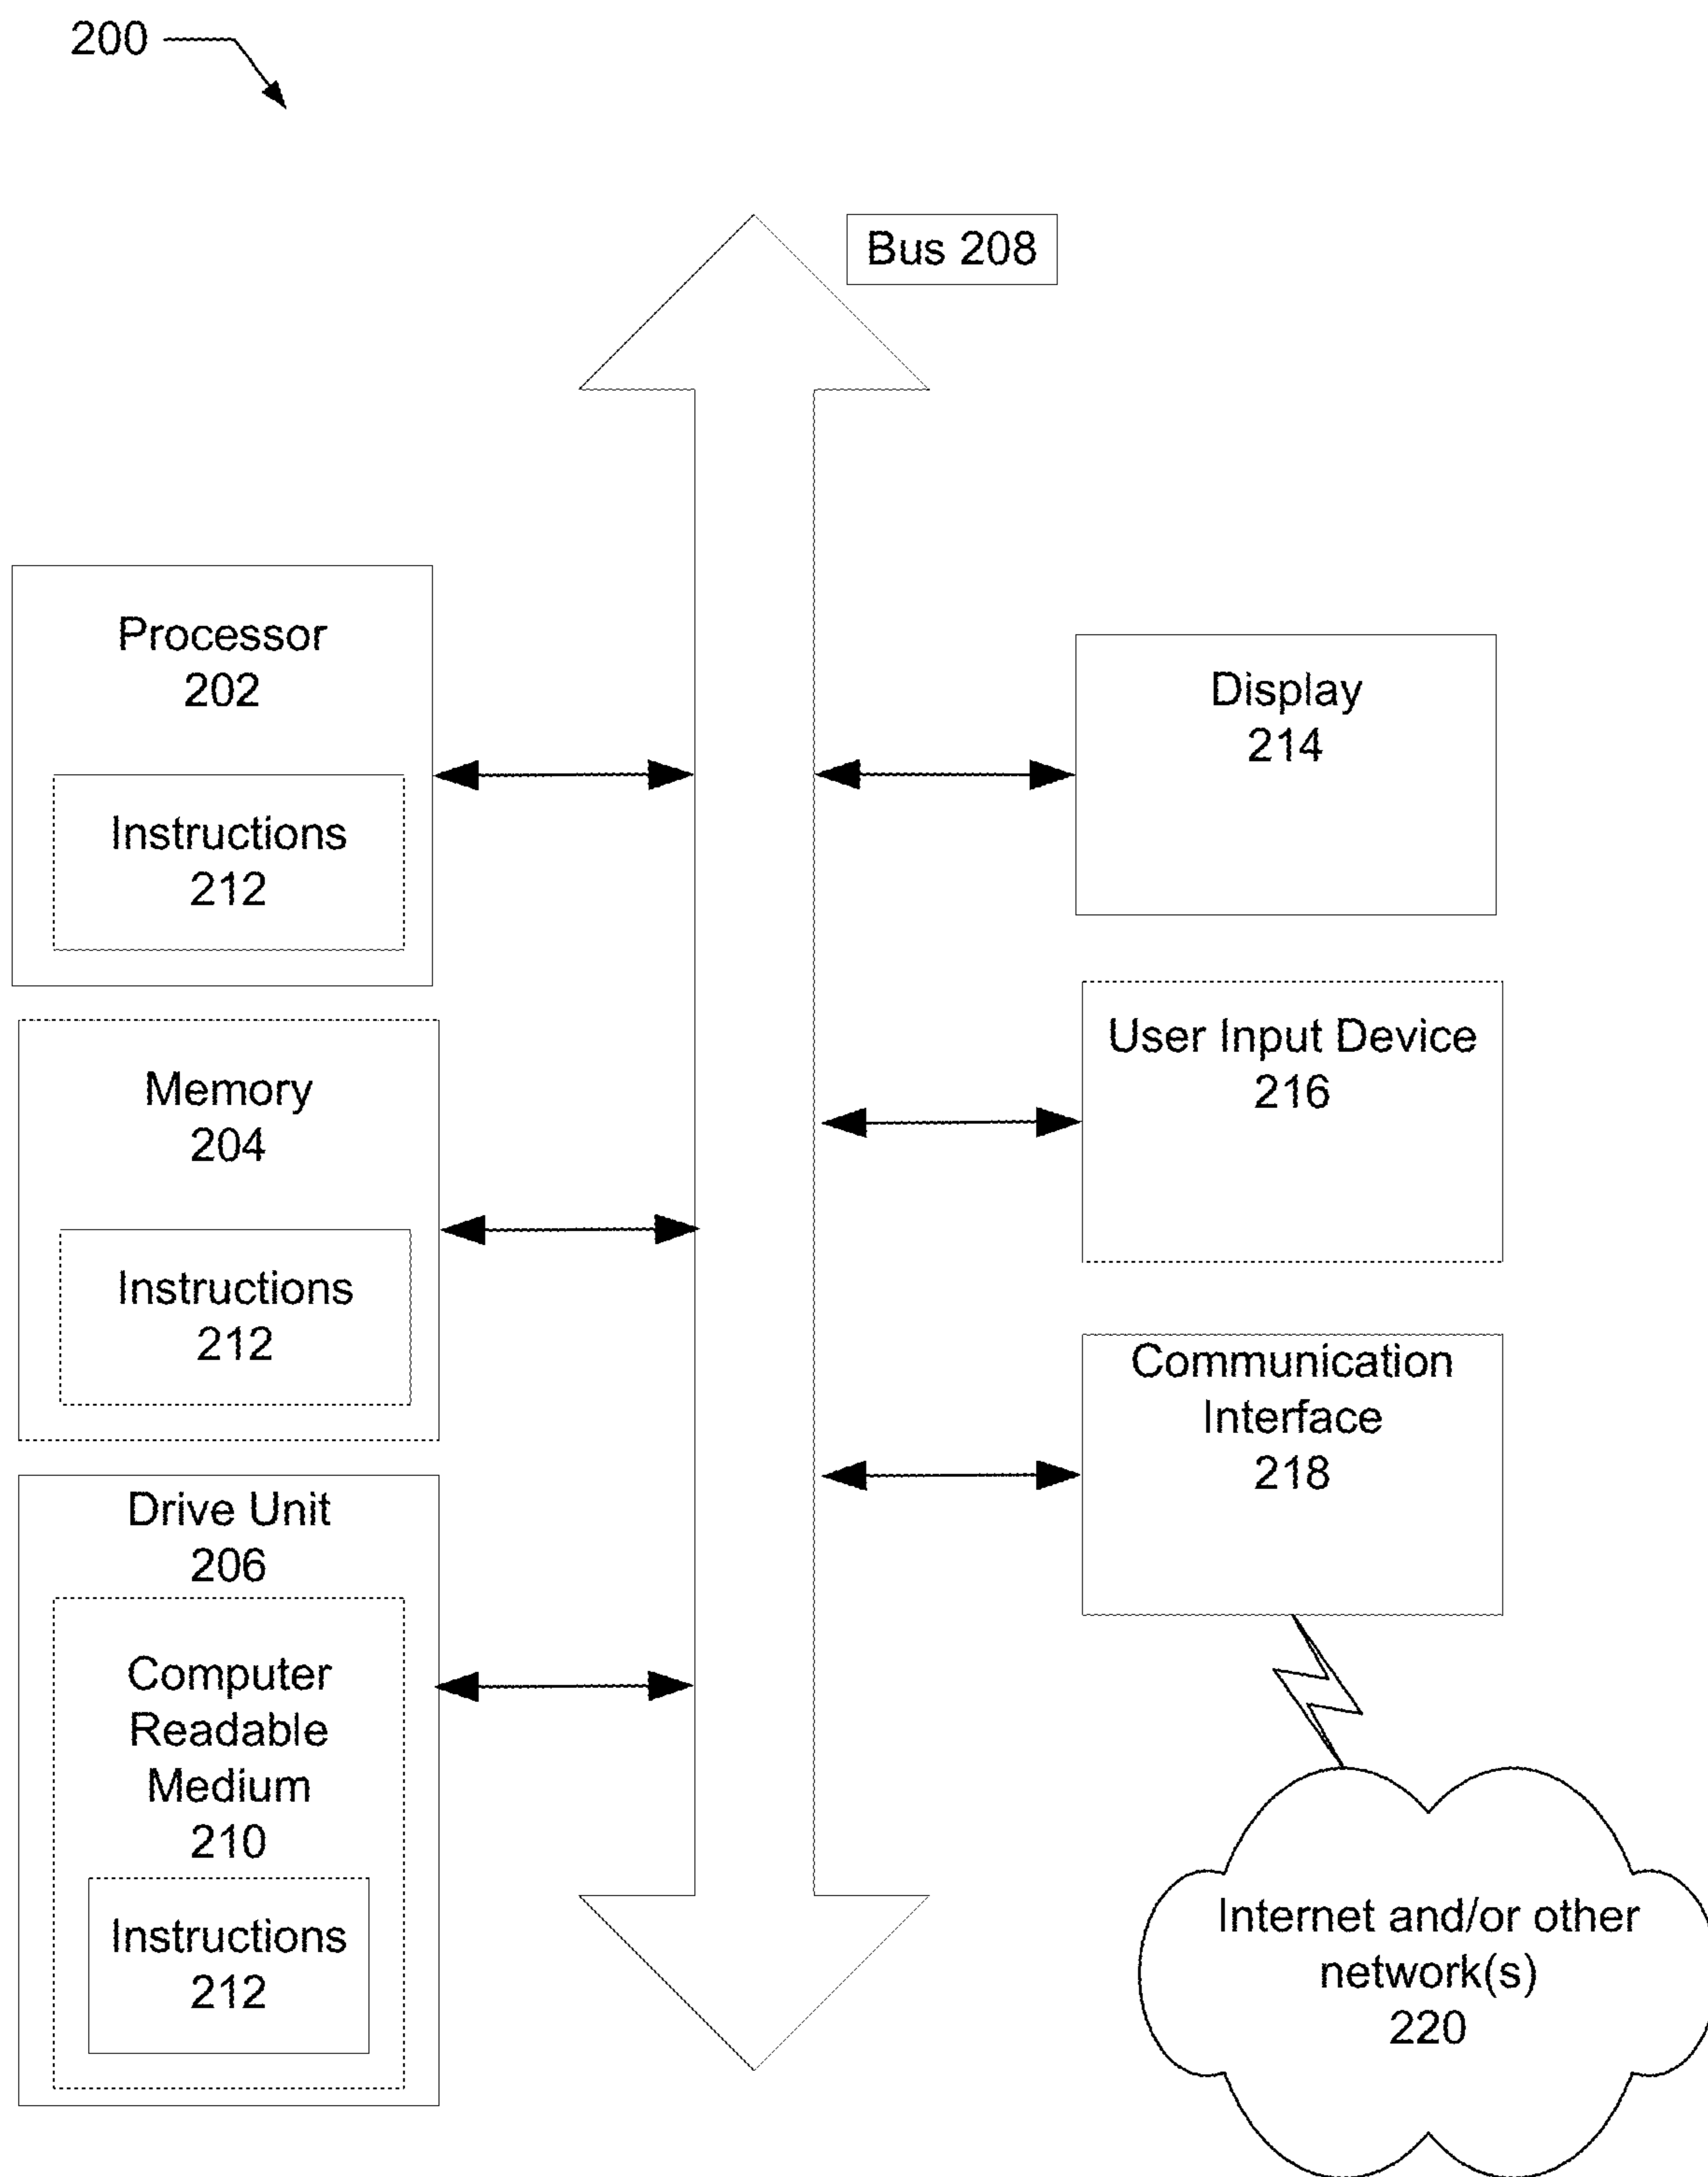 200
Bus 208
Processor
202
Instructions
212
Memory
204
Instructions
212
Drive Unit
206
Computer
Readable
Medium
210
Instructions
212
Display
214
User Input Device
216
Communication
Interface
218
Internet and/or other
network(s)
220